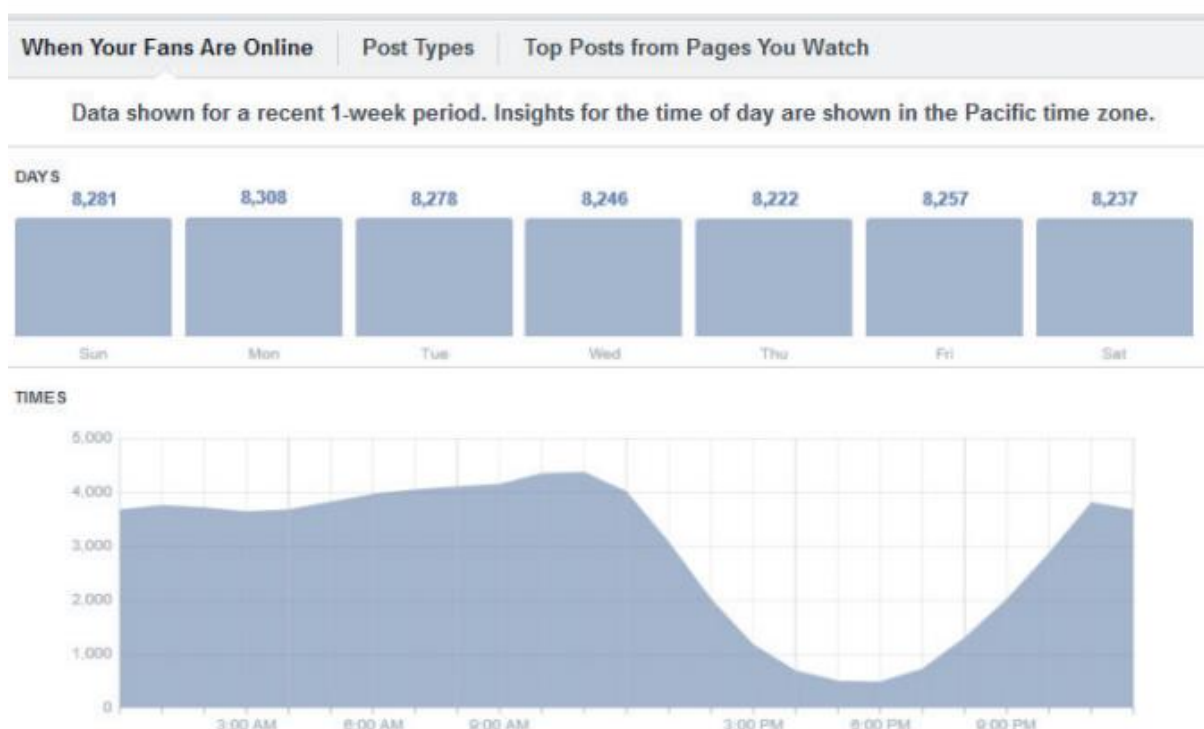 When Your Fans Are Online Post Types Top Posts from Pages You Watch
Data shown for a recent 1-week period. Insights for the time of day are shown in the Pacific time zone.
DAYS
8,281 8,308 8,278 8,246 8,222 8,257 8,237
Sun Mon Tue Wed Thu Fri Sat
TIMES
5,000
4,000
3,000
2,000
1,000
0
3:00 AM 6:00 AM 9:00 AM 3:00 PM 6:00 PM 9:00 PM